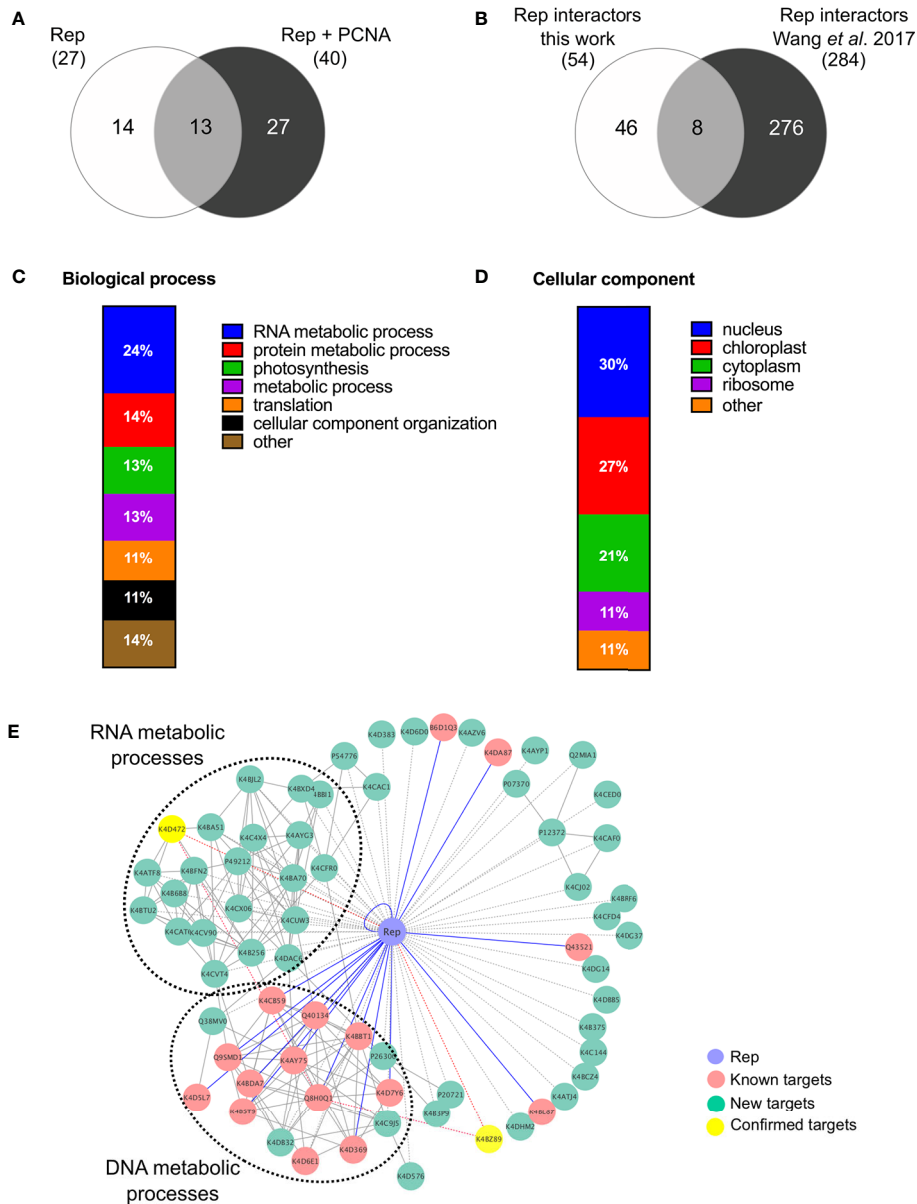 A
Rep
(27)
Rep + PCNA
(40)
14
13
27
B
Rep interactors
this work
(54)
Rep interactors
Wang et al. 2017
(284)
46
8
276
C
Biological process
24%
14%
13%
13%
11%
11%
14%
RNA metabolic process
protein metabolic process
photosynthesis
metabolic process
translation
cellular component organization
other
D
Cellular component
30%
27%
21%
11%
11%
nucleus
chloroplast
cytoplasm
ribosome
other
E
RNA metabolic
processes
K4D383
K4D6D0
B6D1Q3
K4AZV6
K4DA87
K4AYP1
Q2MIA1
P54776
K4CAC1
P07370
K4CED0
K4BJL2
K4BXD4
K4D472
K4BA51
K4C4X4
K4AYG3
P12372
K4CAF0
K4ATF8
K4BFN2
P49212
K4CFR0
K4B688
K4BA70
K4CJ02
K4BTU2
K4CX06
K4CUW3
K4BRF6
K4CFD4
K4CV90
Rep
K4DG37
K4B256
K4DAC6
Q43521
K4CVT4
K4DG14
K4CB59
K4DBB5
Q38MV0
Q40134
K4B375
K4BBT1
Q9SMD1
K4AY75
P26300
K4C144
K4BDA7
K4BCZ4
K4D5L7
Q8H0Q1
K4D7Y6
P20721
K4ATJ4
K4B3P9
K4BL87
K4C9J5
K4DHM2
K4DB32
K4D369
K4BZ89
K4D6E1
K4D576
DNA metabolic
processes
Rep
Known targets
New targets
Confirmed targets